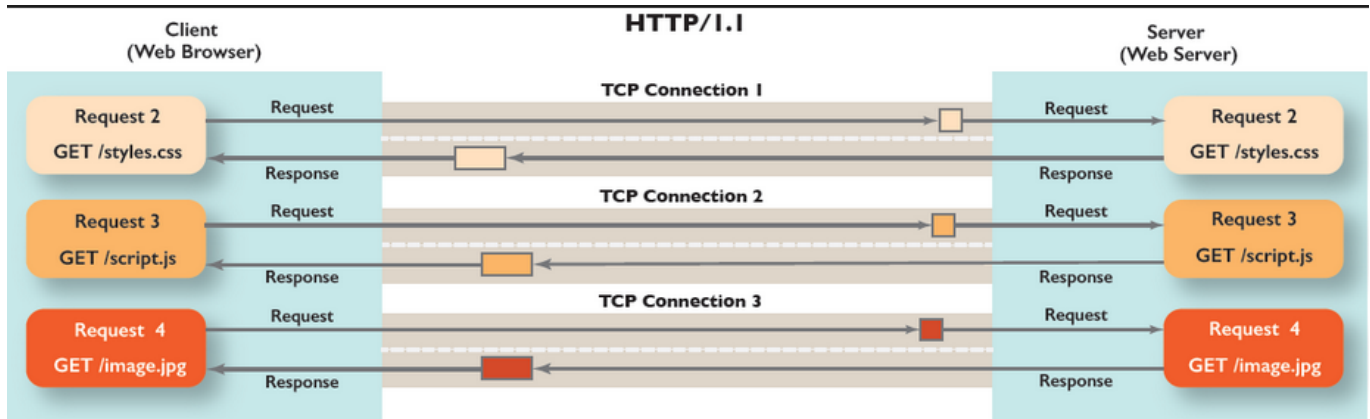 HTTP/1.1
Client
(Web Browser)
Server
(Web Server)
TCP Connection 1
Request 2
GET /styles.css
Request
Response
Request
Response
Request 2
GET /styles.css
TCP Connection 2
Request 3
GET /script.js
Request
Response
Request
Response
Request 3
GET /script.js
TCP Connection 3
Request 4
GET /image.jpg
Request
Response
Request
Response
Request 4
GET /image.jpg